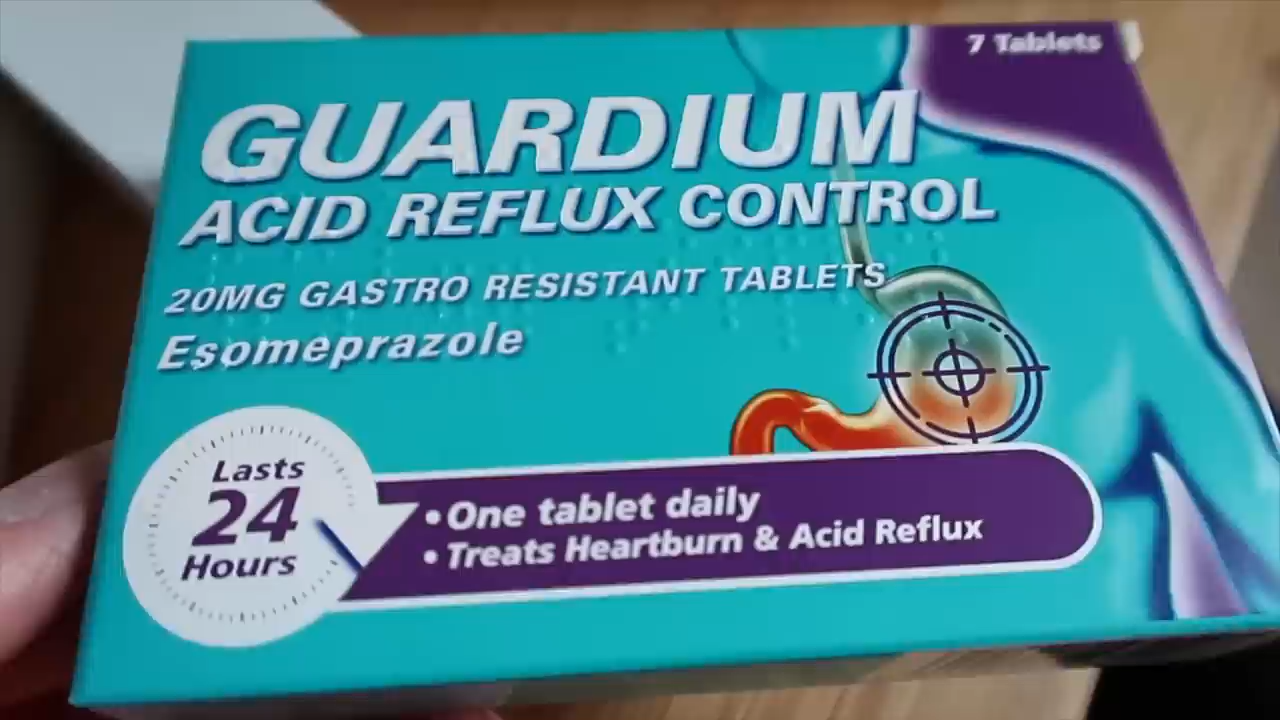 7 Tablets
GUARDIUM
ACID REFLUX CONTROL
20MG GASTRO RESISTANT TABLETS
Esomeprazole
Lasts
24
Hours
• One tablet daily
• Treats Heartburn & Acid Reflux